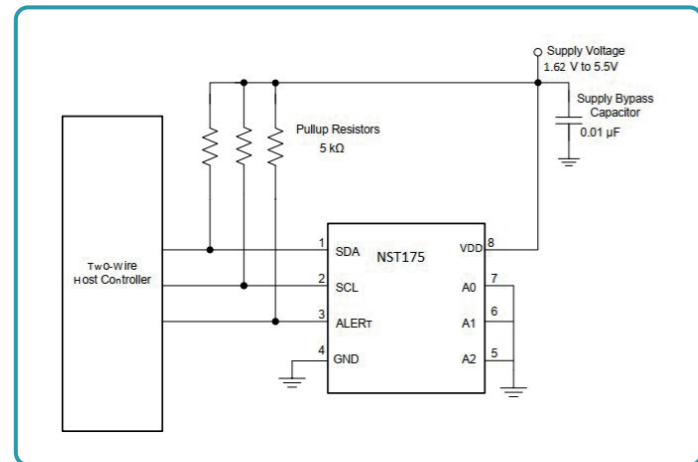 Supply Voltage
1.62 V to 5.5V
Supply Bypass
Capacitor
0.01 µF
Pullup Resistors
5 kΩ
Two-Wire
Host Controller
1
SDA
NST175
VDD
8
2
SCL
A0
7
3
ALERT
A1
6
4
GND
A2
5